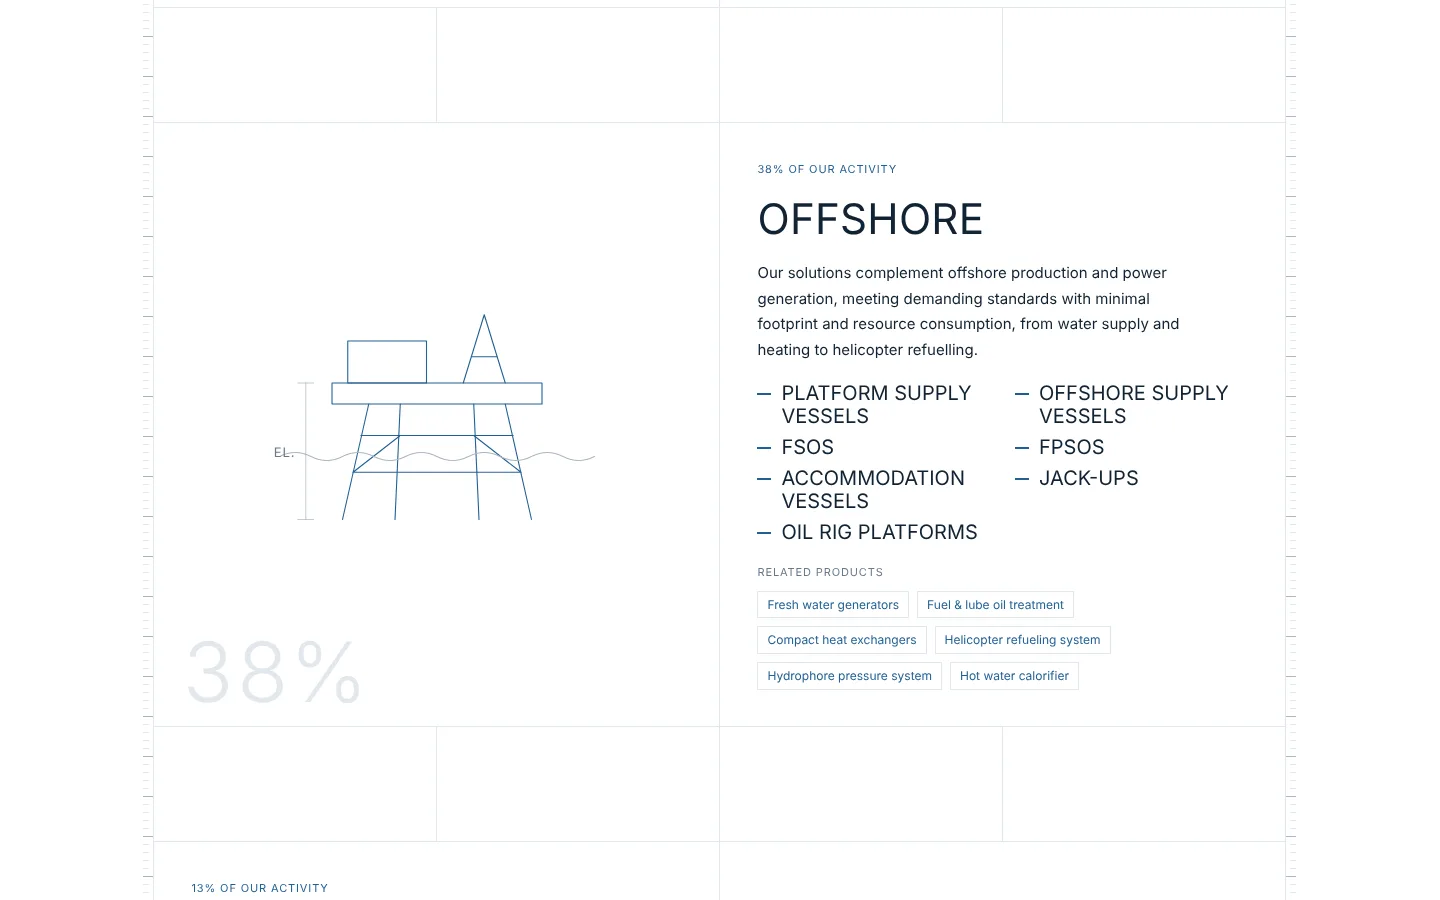 38% OF OUR ACTIVITY
OFFSHORE
Our solutions complement offshore production and power
generation, meeting demanding standards with minimal
footprint and resource consumption, from water supply and
heating to helicopter refuelling.
— PLATFORM SUPPLY
VESSELS
— OFFSHORE SUPPLY
VESSELS
— FSOS
— FPSOS
— ACCOMMODATION
VESSELS
— JACK-UPS
— OIL RIG PLATFORMS
RELATED PRODUCTS
Fresh water generators
Fuel & lube oil treatment
Compact heat exchangers
Helicopter refueling system
Hydrophore pressure system
Hot water calorifier
EL.
38%
13% OF OUR ACTIVITY